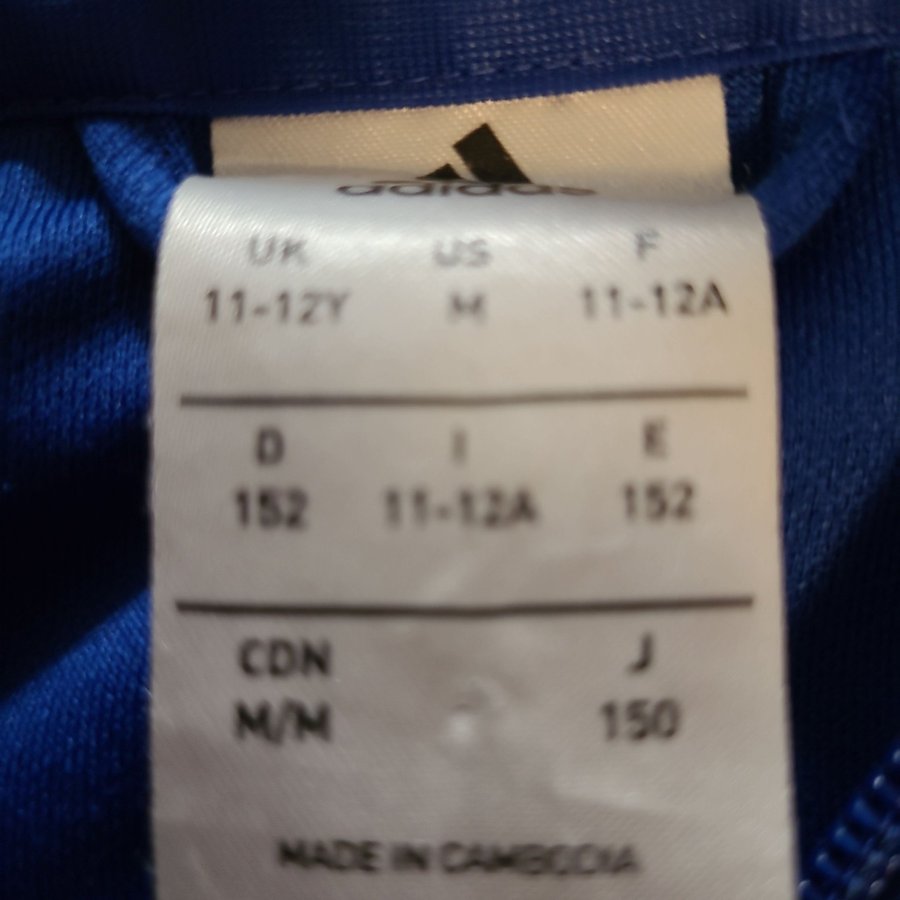 adidas
UK US F
11-12Y M 11-12A
D I E
152 11-12A 152
CDN J
M/M 150
MADE IN CAMBODIA